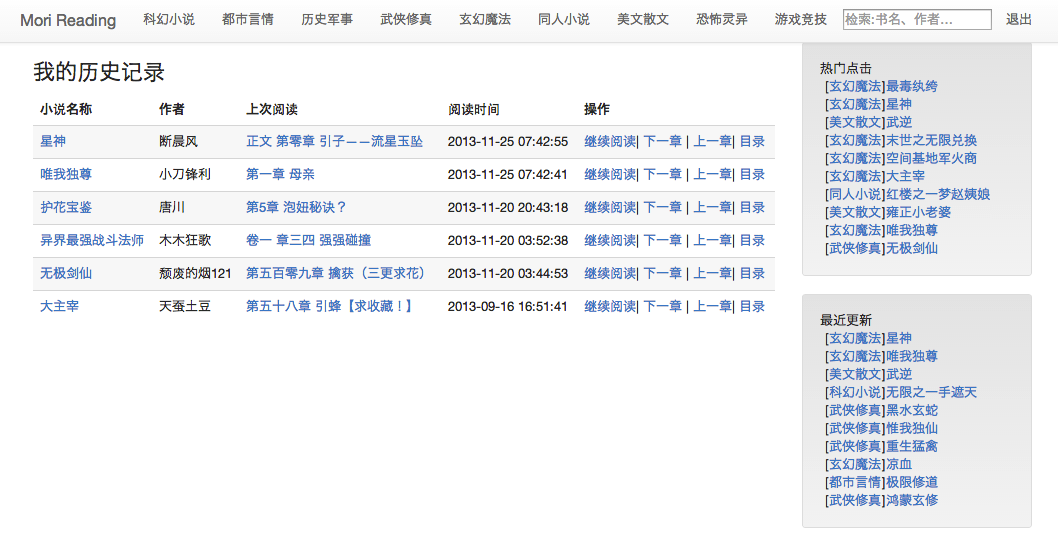 Mori Reading 科幻小说 都市言情 历史军事 武侠修真 玄幻魔法 同人小说 美文散文 恐怖灵异 游戏竞技 检索:书名、作者... 退出
我的历史记录
小说名称 作者 上次阅读 阅读时间 操作
星神 断晨风 正文 第零章 引子－－流星玉坠 2013-11-25 07:42:55 继续阅读| 下一章 | 上一章| 目录
唯我独尊 小刀锋利 第一章 母亲 2013-11-25 07:42:41 继续阅读| 下一章 | 上一章| 目录
护花宝鉴 唐川 第5章 泡妞秘诀？ 2013-11-20 20:43:18 继续阅读| 下一章 | 上一章| 目录
异界最强战斗法师 木木狂歌 卷一 章三四 强强碰撞 2013-11-20 03:52:38 继续阅读| 下一章 | 上一章| 目录
无极剑仙 颓废的烟121 第五百零九章 擒获（三更求花） 2013-11-20 03:44:53 继续阅读| 下一章 | 上一章| 目录
大主宰 天蚕土豆 第五十八章 引蜂【求收藏！】 2013-09-16 16:51:41 继续阅读| 下一章 | 上一章| 目录
热门点击
[玄幻魔法]最毒纨绔
[玄幻魔法]星神
[美文散文]武逆
[玄幻魔法]末世之无限兑换
[玄幻魔法]空间基地军火商
[玄幻魔法]大主宰
[同人小说]红楼之一梦赵姨娘
[美文散文]雍正小老婆
[玄幻魔法]唯我独尊
[武侠修真]无极剑仙
最近更新
[玄幻魔法]星神
[玄幻魔法]唯我独尊
[美文散文]武逆
[科幻小说]无限之一手遮天
[武侠修真]黑水玄蛇
[武侠修真]惟我独仙
[武侠修真]重生猛禽
[玄幻魔法]凉血
[都市言情]极限修道
[武侠修真]鸿蒙玄修